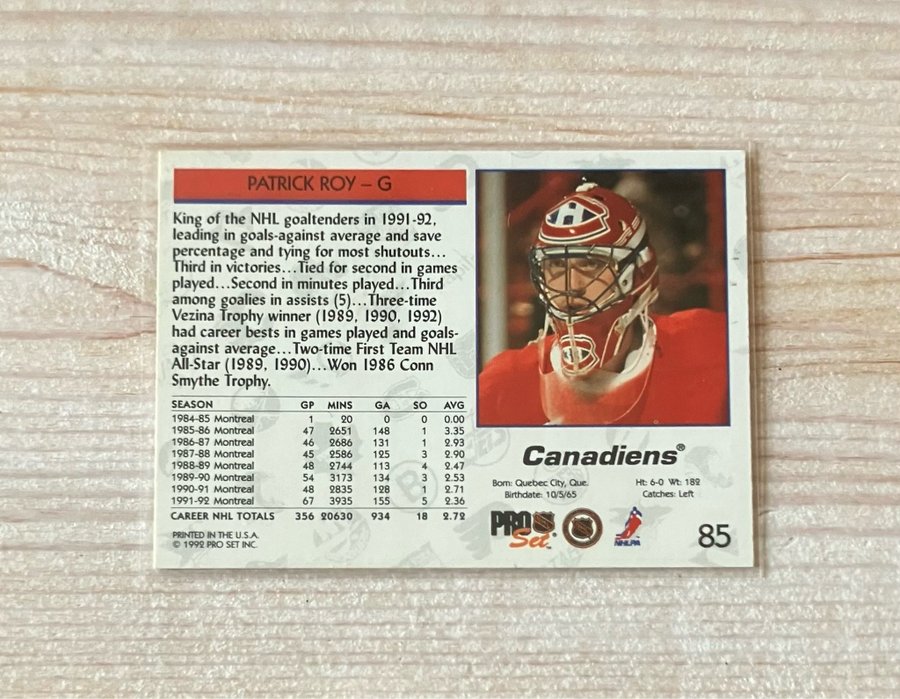 PATRICK ROY – G
King of the NHL goaltenders in 1991-92,
leading in goals-against average and save
percentage and tying for most shutouts...
Third in victories...Tied for second in games
played...Second in minutes played...Third
among goalies in assists (5)...Three-time
Vezina Trophy winner (1989, 1990, 1992)
had career bests in games played and goals-
against average...Two-time First Team NHL
All-Star (1989, 1990)...Won 1986 Conn
Smythe Trophy.
SEASON GP MINS GA SO AVG
1984-85 Montreal 1 20 0 0 0.00
1985-86 Montreal 47 2651 148 1 3.35
1986-87 Montreal 46 2686 131 1 2.93
1987-88 Montreal 45 2586 125 3 2.90
1988-89 Montreal 48 2744 113 4 2.47
1989-90 Montreal 54 3173 134 3 2.53
1990-91 Montreal 48 2835 128 1 2.71
1991-92 Montreal 67 3935 155 5 2.36
CAREER NHL TOTALS 356 20630 934 18 2.72
PRINTED IN THE U.S.A.
© 1992 PRO SET INC.
Canadiens®
Born: Quebec City, Que. Ht: 6-0 Wt: 182
Birthdate: 10/5/65 Catches: Left
PRO
Set™
NHLPA
85